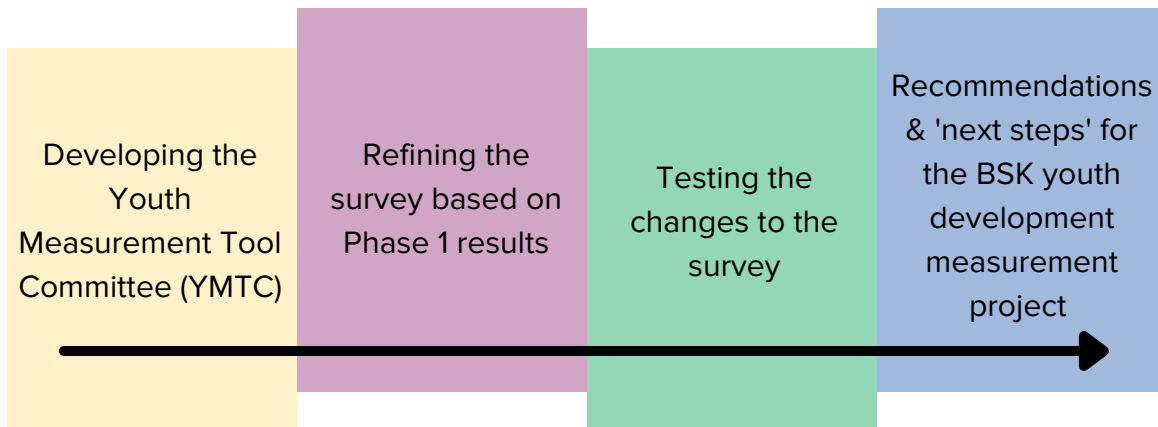 Developing the
Youth
Measurement Tool
Committee (YMTC)
Refining the
survey based on
Phase 1 results
Testing the
changes to the
survey
Recommendations
& 'next steps' for
the BSK youth
development
measurement
project